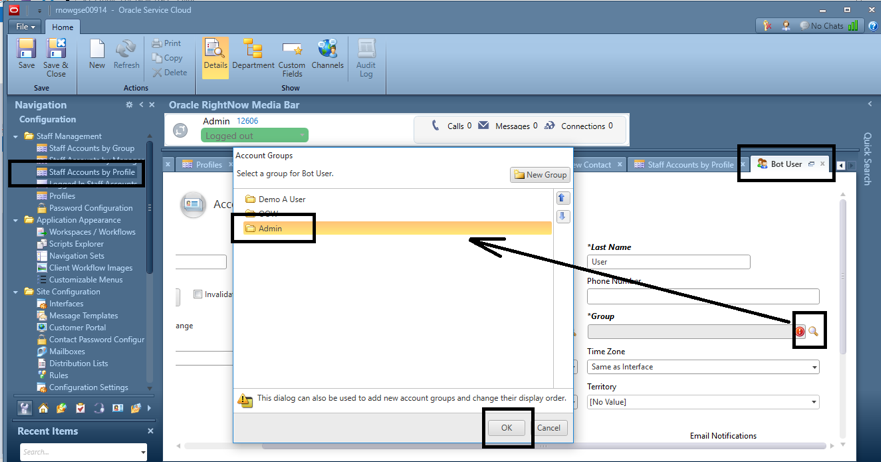 rnowgse00914 - Oracle Service Cloud
File
Home
No Chats
Save
Save & Close
New
Refresh
Print
Copy
Delete
Details
Department
Custom Fields
Channels
Audit Log
Save
Actions
Show
Navigation
Configuration
Staff Management
Staff Accounts by Group
Staff Accounts by Manager
Staff Accounts by Profile
Logged In Staff Accounts
Profiles
Password Configuration
Application Appearance
Workspaces / Workflows
Scripts Explorer
Navigation Sets
Client Workflow Images
Customizable Menus
Site Configuration
Interfaces
Message Templates
Customer Portal
Contact Password Configur
Mailboxes
Distribution Lists
Rules
Configuration Settings
Recent Items
Search...
Oracle RightNow Media Bar
Admin 12606
Logged out
Calls 0
Messages 0
Connections 0
Profiles
ew Contact
Staff Accounts by Profile
Bot User
Quick Search
Acc
Invalida
ange
Account Groups
Select a group for Bot User.
New Group
Demo A User
OOW
Admin
This dialog can also be used to add new account groups and change their display order.
OK
Cancel
*Last Name
User
Phone Number
*Group
Time Zone
Same as Interface
Territory
[No Value]
Email Notifications